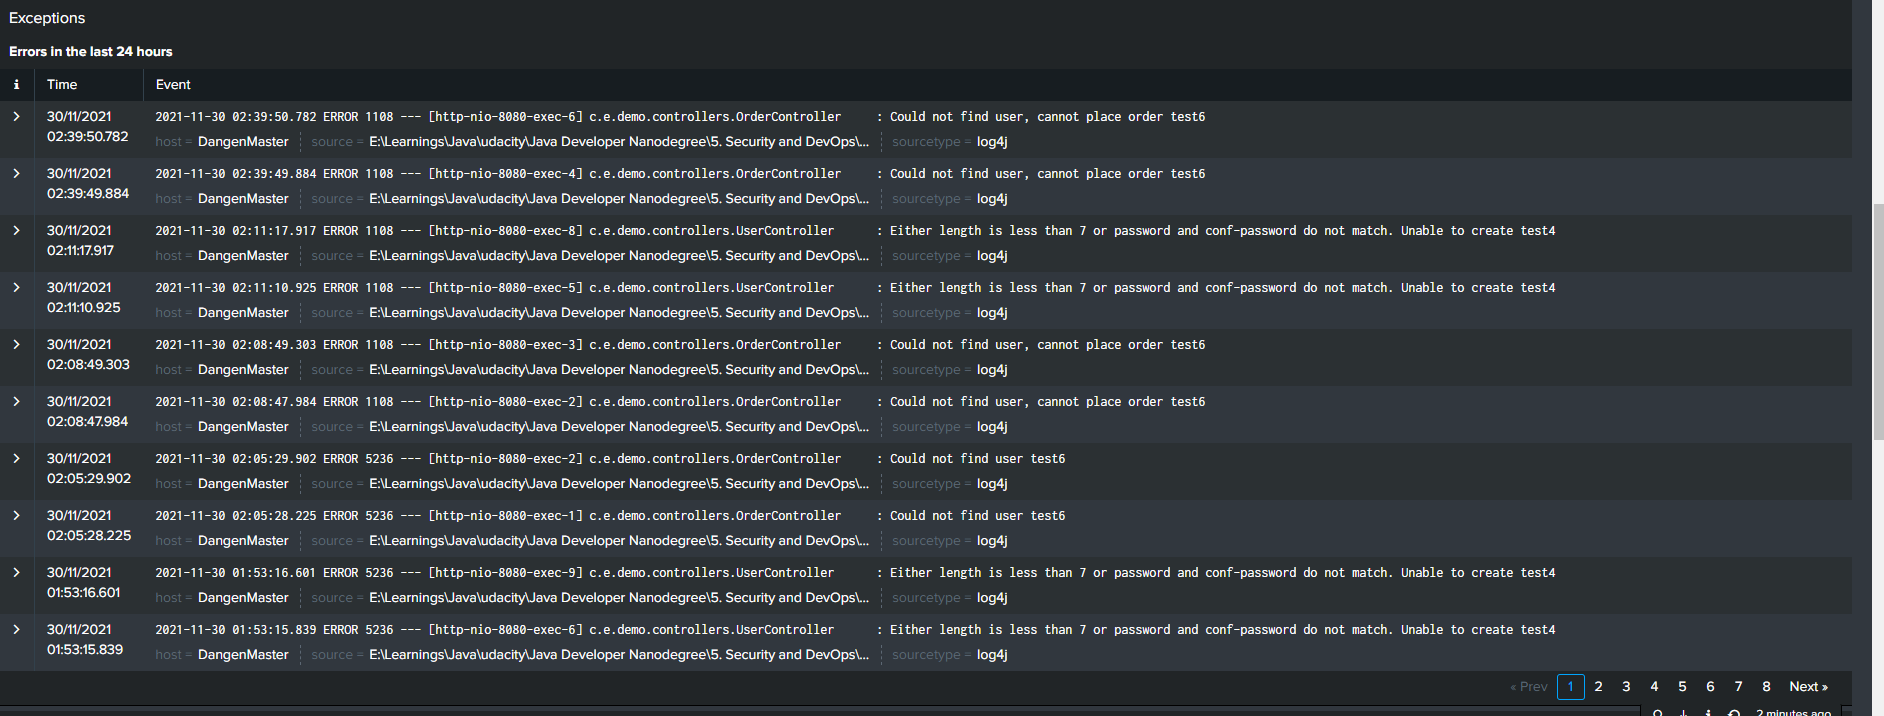 Exceptions
Errors in the last 24 hours
i Time Event
30/11/2021 02:39:50.782 2021-11-30 02:39:50.782 ERROR 1108 --- [http-nio-8080-exec-6] c.e.demo.controllers.OrderController : Could not find user, cannot place order test6
host = DangenMaster source = E:\Learnings\Java\udacity\Java Developer Nanodegree\5. Security and DevOps\... sourcetype = log4j
30/11/2021 02:39:49.884 2021-11-30 02:39:49.884 ERROR 1108 --- [http-nio-8080-exec-4] c.e.demo.controllers.OrderController : Could not find user, cannot place order test6
host = DangenMaster source = E:\Learnings\Java\udacity\Java Developer Nanodegree\5. Security and DevOps\... sourcetype = log4j
30/11/2021 02:11:17.917 2021-11-30 02:11:17.917 ERROR 1108 --- [http-nio-8080-exec-8] c.e.demo.controllers.UserController : Either length is less than 7 or password and conf-password do not match. Unable to create test4
host = DangenMaster source = E:\Learnings\Java\udacity\Java Developer Nanodegree\5. Security and DevOps\... sourcetype = log4j
30/11/2021 02:11:10.925 2021-11-30 02:11:10.925 ERROR 1108 --- [http-nio-8080-exec-5] c.e.demo.controllers.UserController : Either length is less than 7 or password and conf-password do not match. Unable to create test4
host = DangenMaster source = E:\Learnings\Java\udacity\Java Developer Nanodegree\5. Security and DevOps\... sourcetype = log4j
30/11/2021 02:08:49.303 2021-11-30 02:08:49.303 ERROR 1108 --- [http-nio-8080-exec-3] c.e.demo.controllers.OrderController : Could not find user, cannot place order test6
host = DangenMaster source = E:\Learnings\Java\udacity\Java Developer Nanodegree\5. Security and DevOps\... sourcetype = log4j
30/11/2021 02:08:47.984 2021-11-30 02:08:47.984 ERROR 1108 --- [http-nio-8080-exec-2] c.e.demo.controllers.OrderController : Could not find user, cannot place order test6
host = DangenMaster source = E:\Learnings\Java\udacity\Java Developer Nanodegree\5. Security and DevOps\... sourcetype = log4j
30/11/2021 02:05:29.902 2021-11-30 02:05:29.902 ERROR 5236 --- [http-nio-8080-exec-2] c.e.demo.controllers.OrderController : Could not find user test6
host = DangenMaster source = E:\Learnings\Java\udacity\Java Developer Nanodegree\5. Security and DevOps\... sourcetype = log4j
30/11/2021 02:05:28.225 2021-11-30 02:05:28.225 ERROR 5236 --- [http-nio-8080-exec-1] c.e.demo.controllers.OrderController : Could not find user test6
host = DangenMaster source = E:\Learnings\Java\udacity\Java Developer Nanodegree\5. Security and DevOps\... sourcetype = log4j
30/11/2021 01:53:16.601 2021-11-30 01:53:16.601 ERROR 5236 --- [http-nio-8080-exec-9] c.e.demo.controllers.UserController : Either length is less than 7 or password and conf-password do not match. Unable to create test4
host = DangenMaster source = E:\Learnings\Java\udacity\Java Developer Nanodegree\5. Security and DevOps\... sourcetype = log4j
30/11/2021 01:53:15.839 2021-11-30 01:53:15.839 ERROR 5236 --- [http-nio-8080-exec-6] c.e.demo.controllers.UserController : Either length is less than 7 or password and conf-password do not match. Unable to create test4
host = DangenMaster source = E:\Learnings\Java\udacity\Java Developer Nanodegree\5. Security and DevOps\... sourcetype = log4j
« Prev 1 2 3 4 5 6 7 8 Next »
2 minutes ago